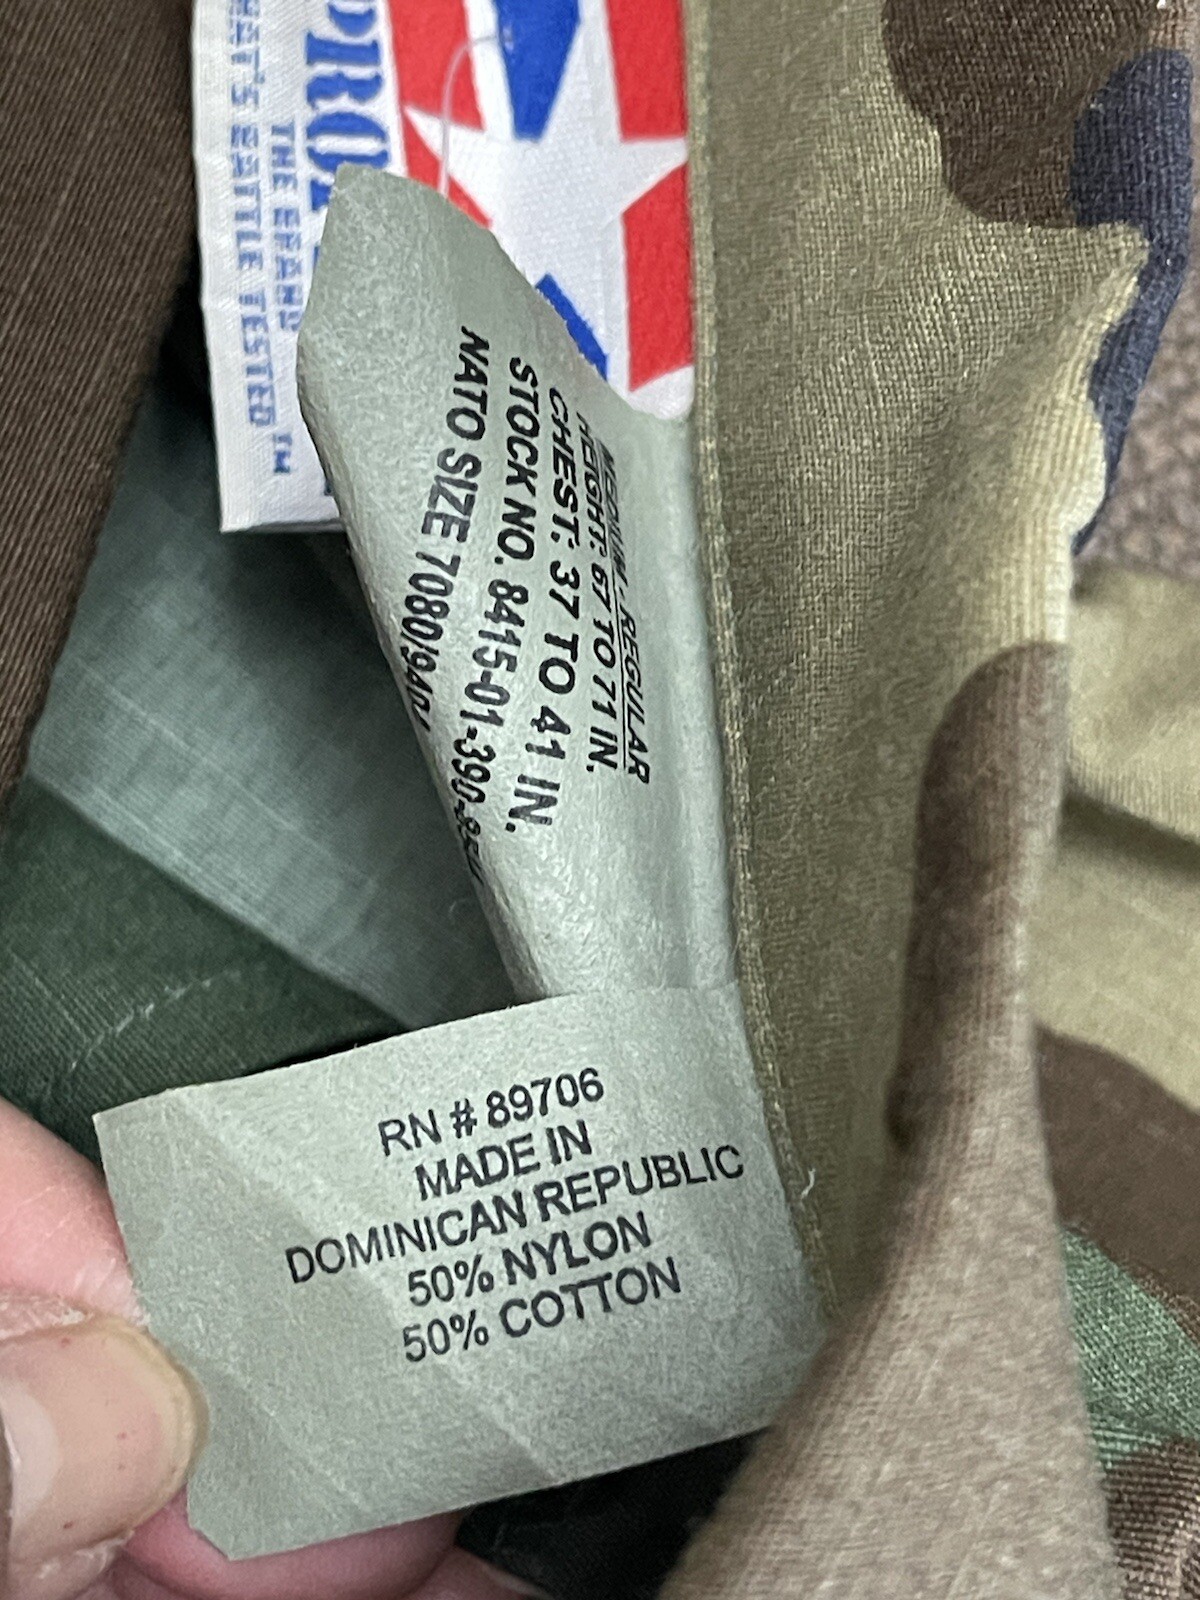 THE BRAND
THAT'S BATTLE TESTED ™
MEDIUM - REGULAR
HEIGHT: 67 TO 71 IN.
CHEST: 37 TO 41 IN.
STOCK NO. 8415-01-390-
NATO SIZE 7080/9404
RN # 89706
MADE IN
DOMINICAN REPUBLIC
50% NYLON
50% COTTON